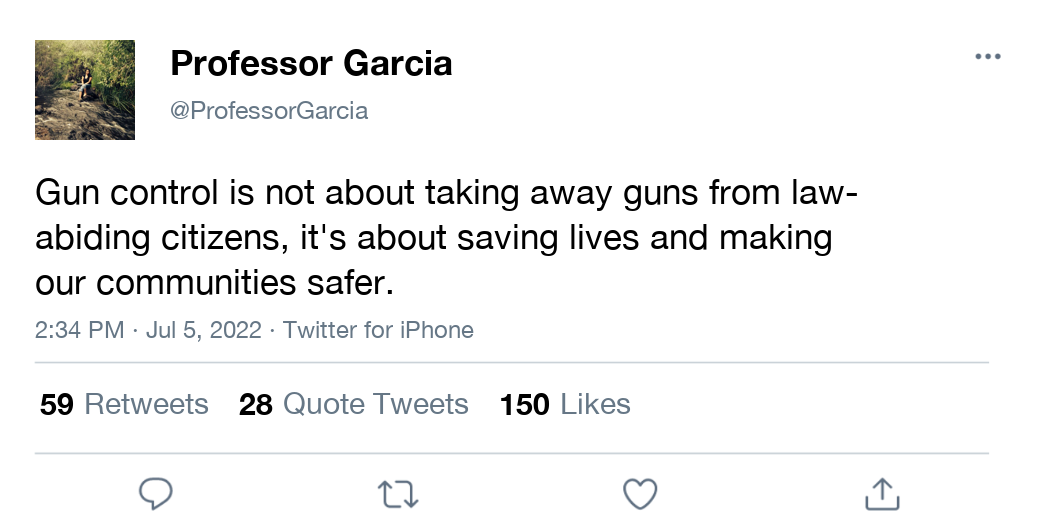 Professor Garcia
@ProfessorGarcia
Gun control is not about taking away guns from law-
abiding citizens, it's about saving lives and making
our communities safer.
2:34 PM · Jul 5, 2022 · Twitter for iPhone
59 Retweets 28 Quote Tweets 150 Likes